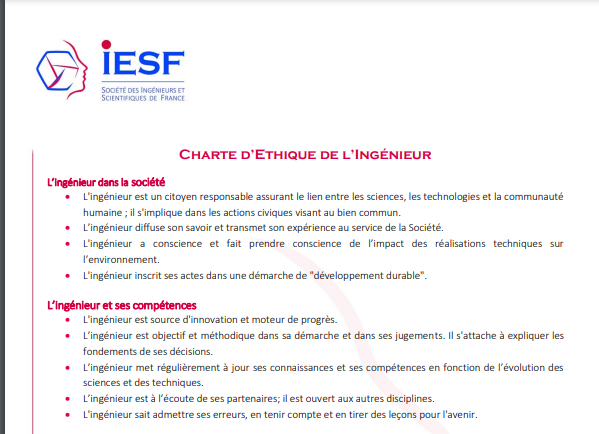 iESF
SOCIÉTÉ DES INGÉNIEURS ET
SCIENTIFIQUES DE FRANCE
CHARTE D'ETHIQUE DE L'INGÉNIEUR
L'ingénieur dans la société
• L'ingénieur est un citoyen responsable assurant le lien entre les sciences, les technologies et la communauté
humaine ; il s'implique dans les actions civiques visant au bien commun.
• L'ingénieur diffuse son savoir et transmet son expérience au service de la Société.
• L'ingénieur a conscience et fait prendre conscience de l'impact des réalisations techniques sur
l'environnement.
• L'ingénieur inscrit ses actes dans une démarche de "développement durable".
L'ingénieur et ses compétences
• L'ingénieur est source d'innovation et moteur de progrès.
• L'ingénieur est objectif et méthodique dans sa démarche et dans ses jugements. Il s'attache à expliquer les
fondements de ses décisions.
• L'ingénieur met régulièrement à jour ses connaissances et ses compétences en fonction de l'évolution des
sciences et des techniques.
• L'ingénieur est à l'écoute de ses partenaires; il est ouvert aux autres disciplines.
• L'ingénieur sait admettre ses erreurs, en tenir compte et en tirer des leçons pour l'avenir.